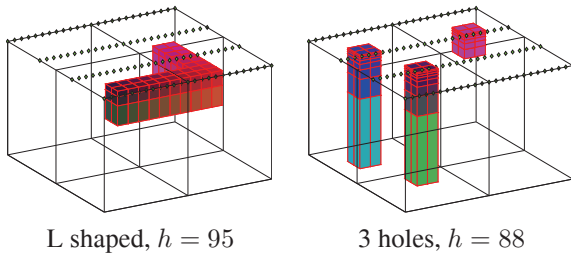 L shaped, h = 95
3 holes, h = 88